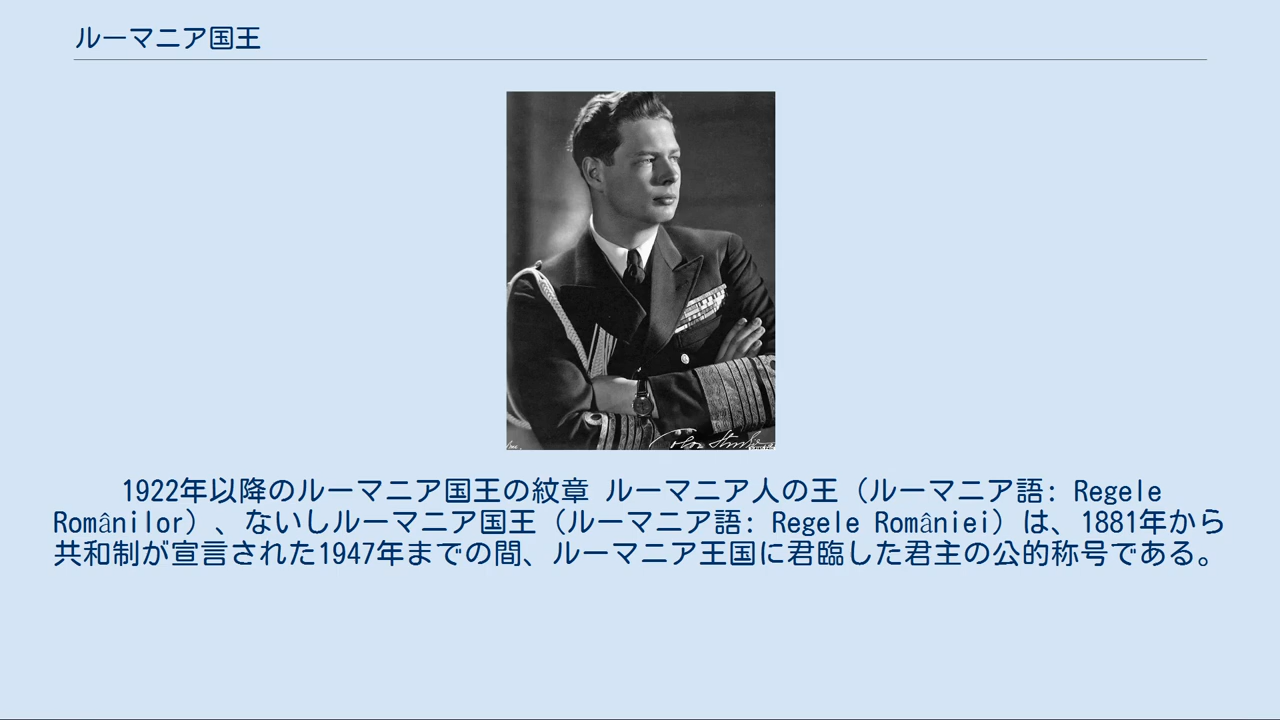 ルーマニア国王
1922年以降のルーマニア国王の紋章 ルーマニア人の王（ルーマニア語: Regele
Românilor）、ないしルーマニア国王（ルーマニア語: Regele României）は、1881年から
共和制が宣言された1947年までの間、ルーマニア王国に君臨した君主の公的称号である。